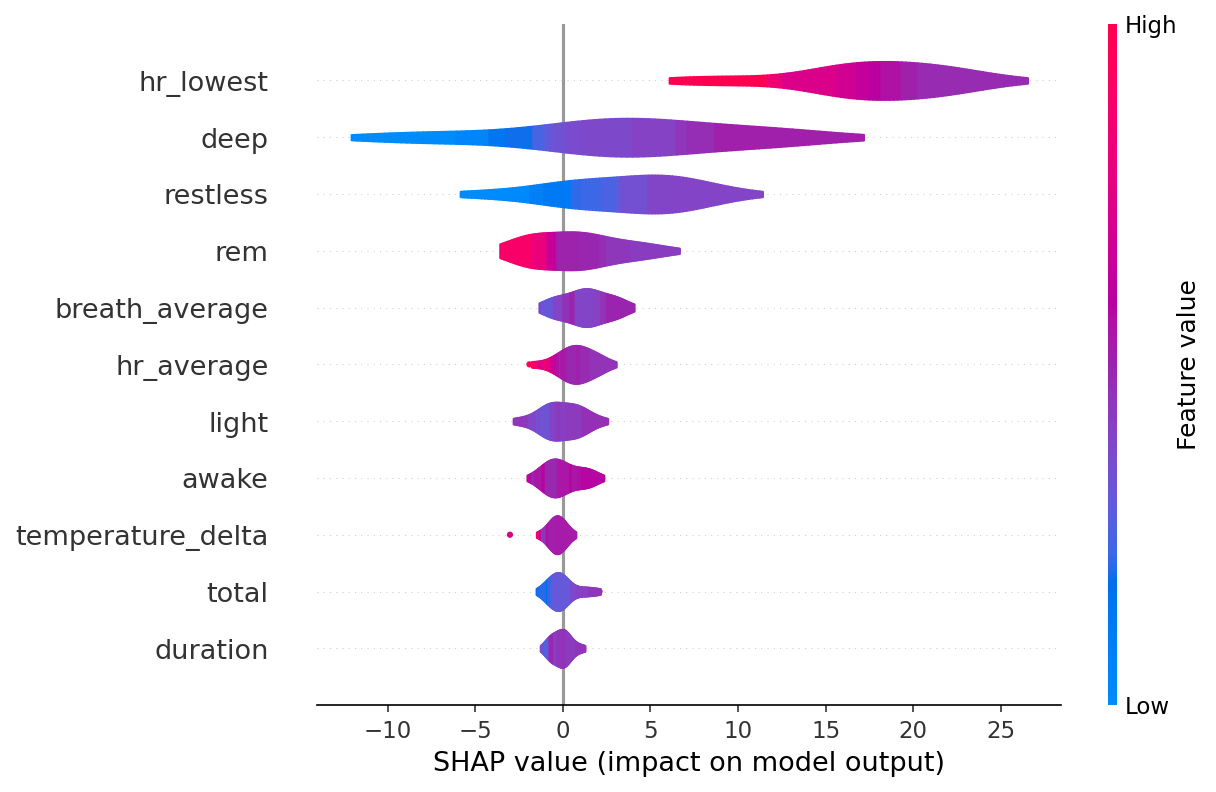 High
hr_lowest
deep
restless
rem
breath_average
hr_average
light
awake
temperature_delta
total
duration
Feature value
Low
−10 −5 0 5 10 15 20 25
SHAP value (impact on model output)